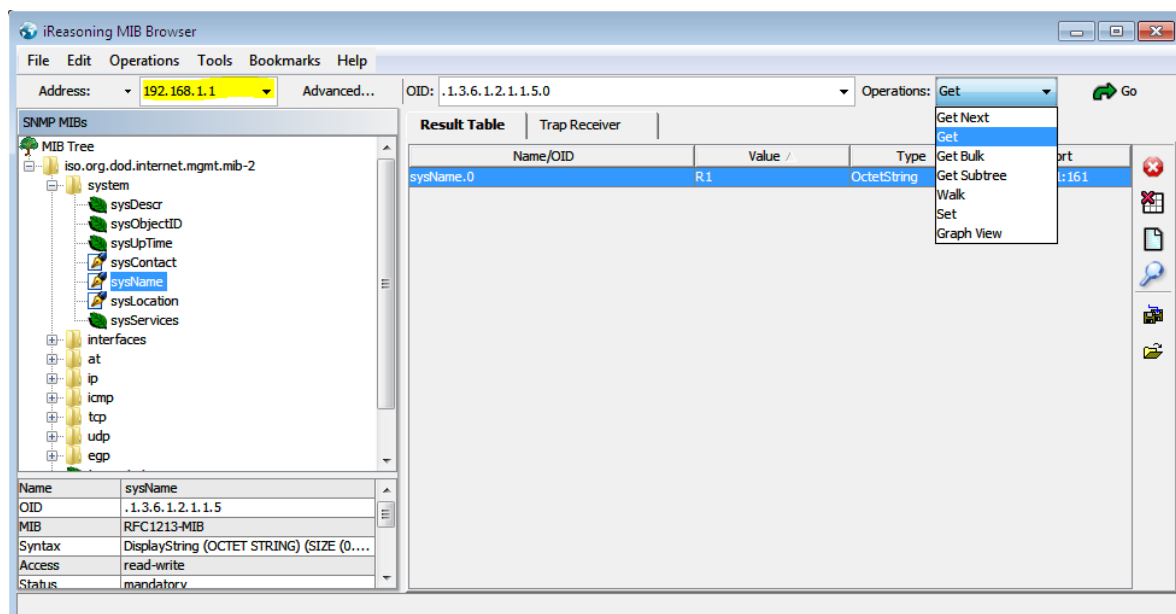 iReasoning MIB Browser
File Edit Operations Tools Bookmarks Help
Address: 192.168.1.1 Advanced... OID: .1.3.6.1.2.1.1.5.0 Operations: Get Go
SNMP MIBs
MIB Tree
iso.org.dod.internet.mgmt.mib-2
system
sysDescr
sysObjectID
sysUpTime
sysContact
sysName
sysLocation
sysServices
interfaces
at
ip
icmp
tcp
udp
egp
Name sysName
OID .1.3.6.1.2.1.1.5
MIB RFC1213-MIB
Syntax DisplayString (OCTET STRING) (SIZE (0....
Access read-write
Status mandatory
Result Table Trap Receiver
Name/OID Value Type
sysName.0 R1 OctetString :161
Get Next
Get
Get Bulk
Get Subtree
Walk
Set
Graph View